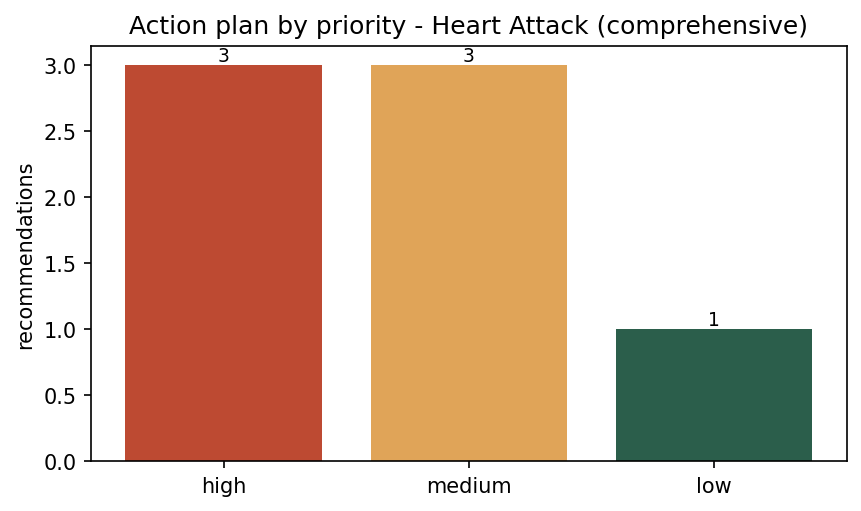 Action plan by priority - Heart Attack (comprehensive)
recommendations
3.0
2.5
2.0
1.5
1.0
0.5
0.0
3
3
1
high
medium
low